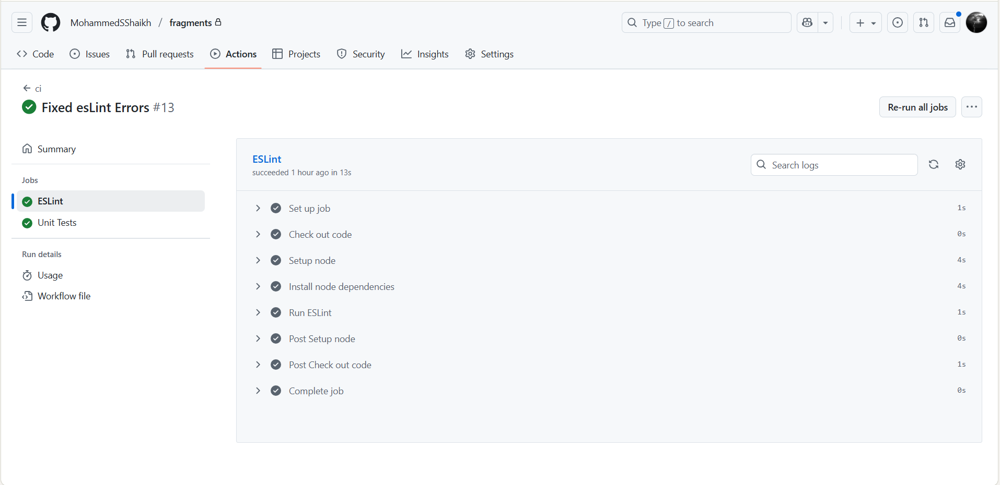 MohammedSShaikh / fragments
Type / to search
Code Issues Pull requests Actions Projects Security Insights Settings
ci
Fixed esLint Errors #13
Re-run all jobs
Summary
Jobs
ESLint
Unit Tests
Run details
Usage
Workflow file
ESLint
succeeded 1 hour ago in 13s
Search logs
Set up job 1s
Check out code 0s
Setup node 4s
Install node dependencies 4s
Run ESLint 1s
Post Setup node 0s
Post Check out code 1s
Complete job 0s